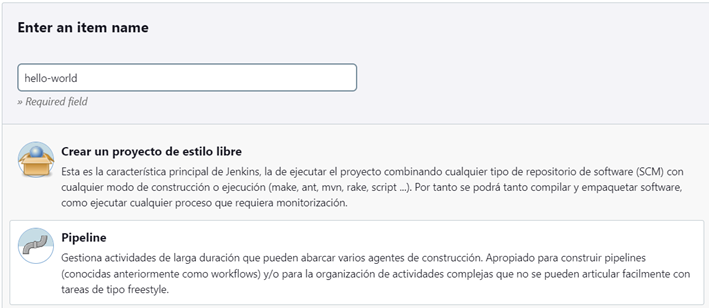 Enter an item name
hello-world
» Required field
Crear un proyecto de estilo libre
Esta es la característica principal de Jenkins, la de ejecutar el proyecto combinando cualquier tipo de repositorio de software (SCM) con
cualquier modo de construcción o ejecución (make, ant, mvn, rake, script ...). Por tanto se podrá tanto compilar y empaquetar software,
como ejecutar cualquier proceso que requiera monitorización.
Pipeline
Gestiona actividades de larga duración que pueden abarcar varios agentes de construcción. Apropiado para construir pipelines
(conocidas anteriormente como workflows) y/o para la organización de actividades complejas que no se pueden articular facilmente con
tareas de tipo freestyle.